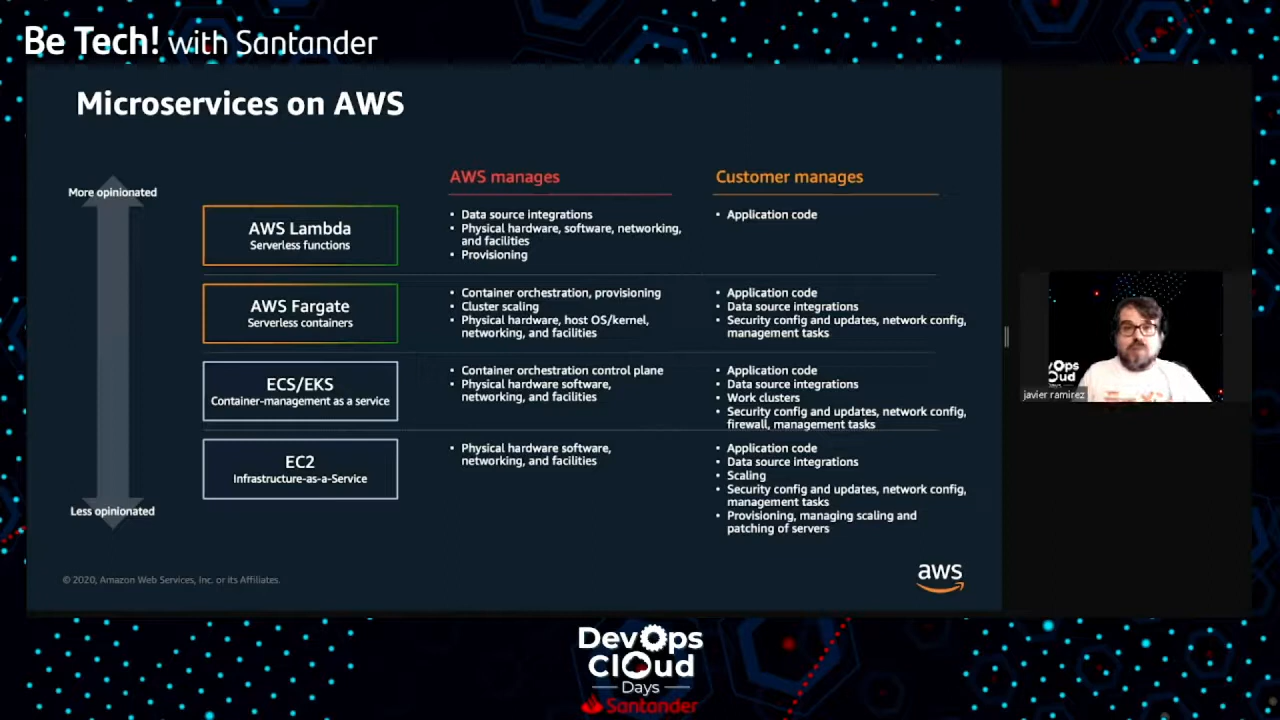 Be Tech! with Santander
Microservices on AWS
AWS manages
Customer manages
More opinionated
AWS Lambda
Serverless functions
• Data source integrations
• Physical hardware, software, networking,
and facilities
• Provisioning
• Application code
AWS Fargate
Serverless containers
• Container orchestration, provisioning
• Cluster scaling
• Physical hardware, host OS/kernel,
networking, and facilities
• Application code
• Data source integrations
• Security config and updates, network config,
management tasks
ECS/EKS
Container-management as a service
• Container orchestration control plane
• Physical hardware software,
networking, and facilities
• Application code
• Data source integrations
• Work clusters
• Security config and updates, network config,
firewall, management tasks
EC2
Infrastructure-as-a-Service
• Physical hardware software,
networking, and facilities
• Application code
• Data source integrations
• Scaling
• Security config and updates, network config,
management tasks
• Provisioning, managing scaling and
patching of servers
Less opinionated
© 2020, Amazon Web Services, Inc. or its Affiliates.
aws
vOps
loud
javier ramirez
DevOps
Cloud
Days
Santander